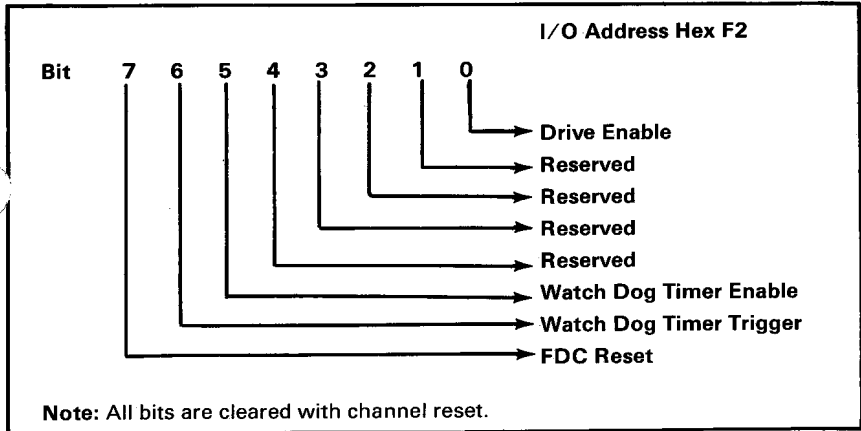 I/O Address Hex F2
Bit 7 6 5 4 3 2 1 0
Drive Enable
Reserved
Reserved
Reserved
Reserved
Watch Dog Timer Enable
Watch Dog Timer Trigger
FDC Reset
Note: All bits are cleared with channel reset.